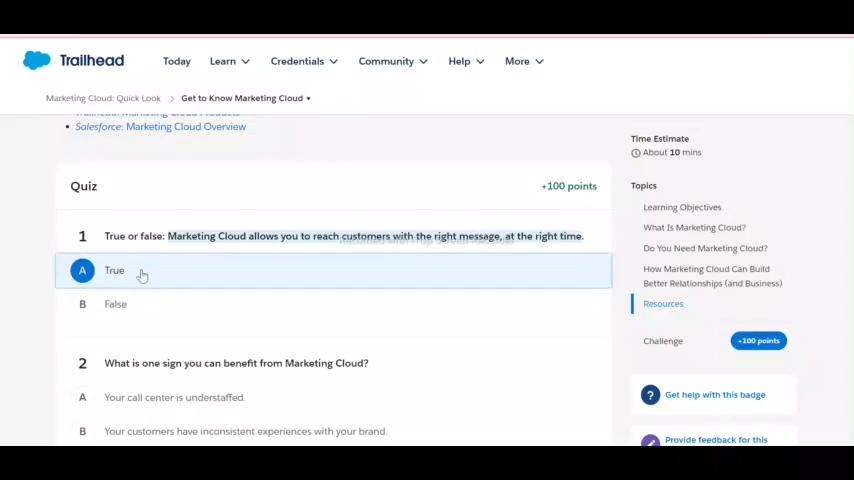 Trailhead
Today
Learn
Credentials
Community
Help
More
Marketing Cloud: Quick Look > Get to Know Marketing Cloud
Trailhead: Marketing Cloud Products
Salesforce: Marketing Cloud Overview
Time Estimate
About 10 mins
Topics
Learning Objectives
What Is Marketing Cloud?
Do You Need Marketing Cloud?
How Marketing Cloud Can Build
Better Relationships (and Business)
Resources
Challenge
+100 points
Quiz
+100 points
1 True or false: Marketing Cloud allows you to reach customers with the right message, at the right time.
A True
B False
2 What is one sign you can benefit from Marketing Cloud?
A Your call center is understaffed.
B Your customers have inconsistent experiences with your brand.
? Get help with this badge
Provide feedback for this